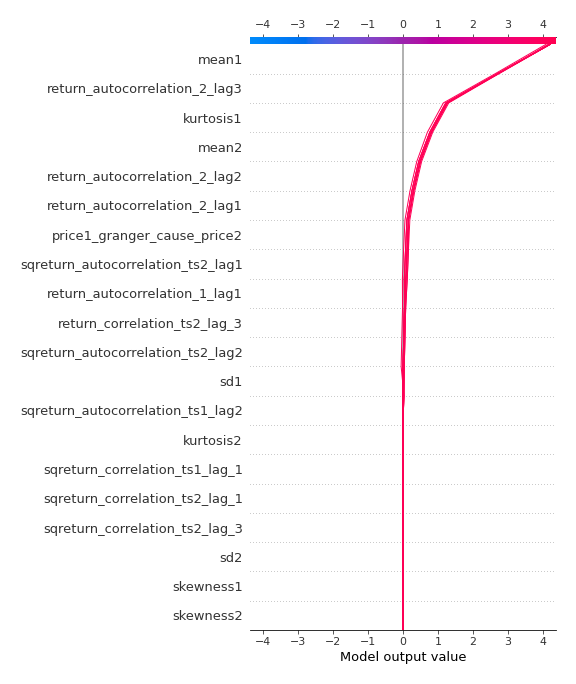 −4 −3 −2 −1 0 1 2 3 4
mean1
return_autocorrelation_2_lag3
kurtosis1
mean2
return_autocorrelation_2_lag2
return_autocorrelation_2_lag1
price1_granger_cause_price2
sqreturn_autocorrelation_ts2_lag1
return_autocorrelation_1_lag1
return_correlation_ts2_lag_3
sqreturn_autocorrelation_ts2_lag2
sd1
sqreturn_autocorrelation_ts1_lag2
kurtosis2
sqreturn_correlation_ts1_lag_1
sqreturn_correlation_ts2_lag_1
sqreturn_correlation_ts2_lag_3
sd2
skewness1
skewness2
−4 −3 −2 −1 0 1 2 3 4
Model output value